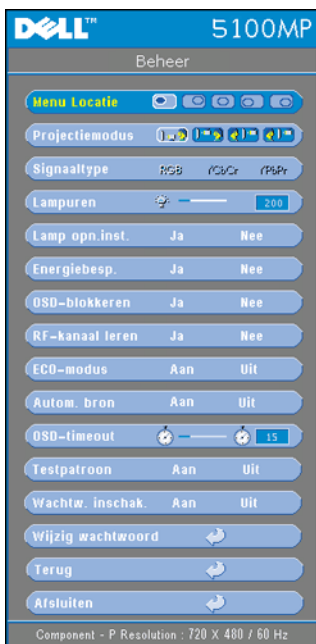 DELL™ 5100MP
Beheer
Menu Locatie
Projectiemodus
Signaaltype RGB YCbCr YPbPr
Lampuren 200
Lamp opn.inst. Ja Nee
Energiebesp. Ja Nee
OSD-blokkeren Ja Nee
RF-kanaal leren Ja Nee
ECO-modus Aan Uit
Autom. bron Aan Uit
OSD-timeout 15
Testpatroon Aan Uit
Wachtw. inschak. Aan Uit
Wijzig wachtwoord
Terug
Afsluiten
Component - P Resolution : 720 X 480 / 60 Hz